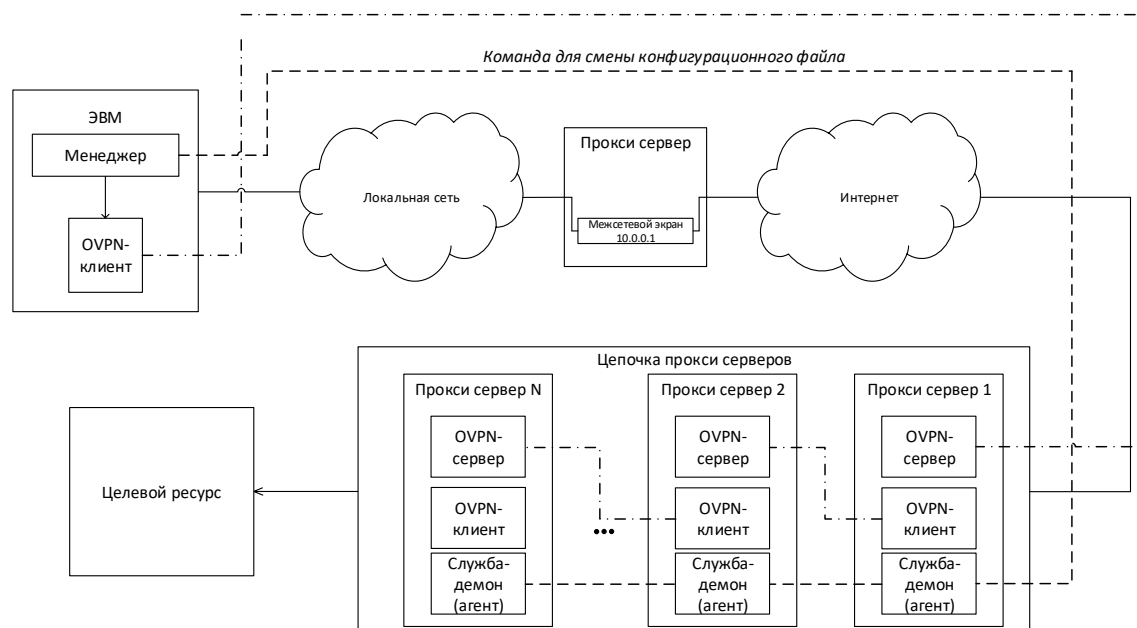 Команда для смены конфигурационного файла
ЭВМ
Менеджер
OVPN-
клиент
Локальная сеть
Прокси сервер
Межсетевой экран
10.0.0.1
Интернет
Цепочка прокси серверов
Прокси сервер N
OVPN-
сервер
OVPN-
клиент
Служба-
демон
(агент)
...
Прокси сервер 2
OVPN-
сервер
OVPN-
клиент
Служба-
демон
(агент)
Прокси сервер 1
OVPN-
сервер
OVPN-
клиент
Служба-
демон
(агент)
Целевой ресурс